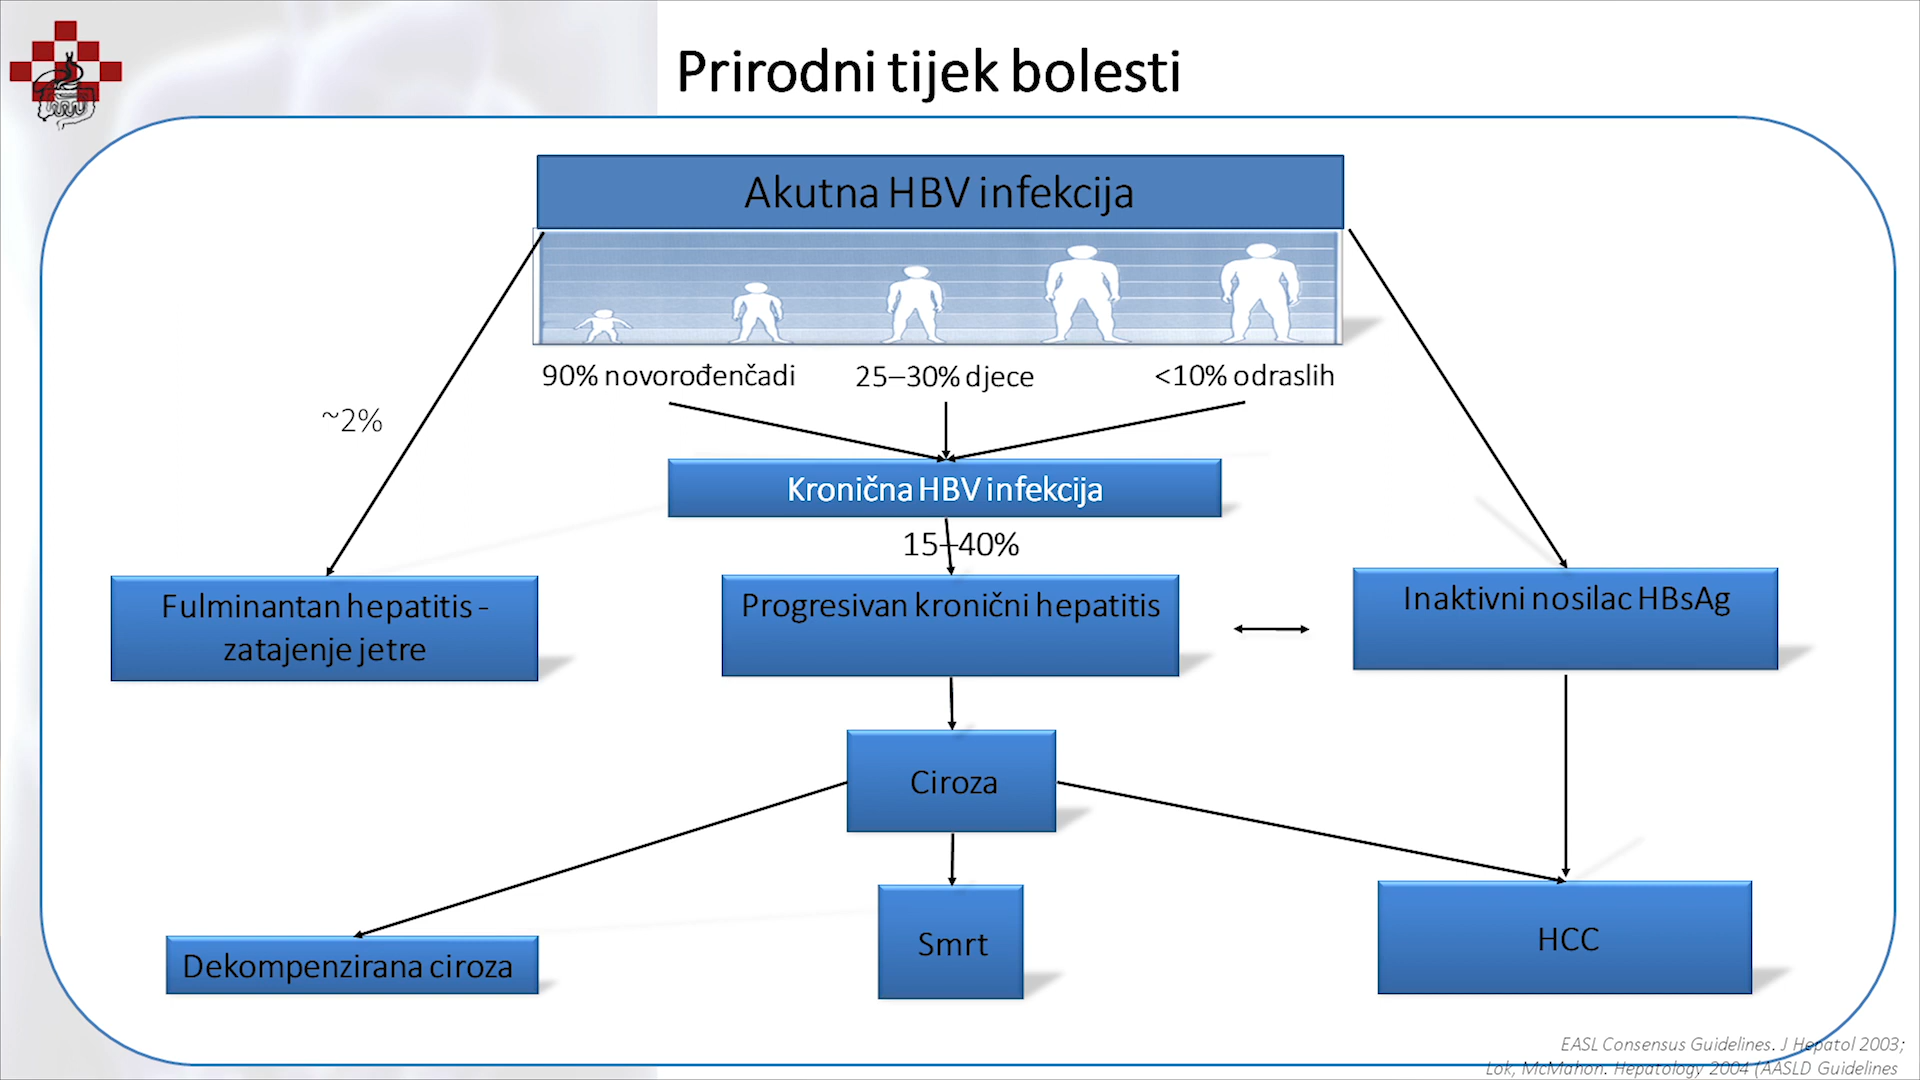 Prirodni tijek bolesti
Akutna HBV infekcija
90% novorođenčadi
25–30% djece
<10% odraslih
~2%
Kronična HBV infekcija
15–40%
Fulminantan hepatitis -
zatajenje jetre
Progresivan kronični hepatitis
Inaktivni nosilac HBsAg
Ciroza
Dekompenzirana ciroza
Smrt
HCC
EASL Consensus Guidelines. J Hepatol 2003;
Lok, McMahon. Hepatology 2004 (AASLD Guidelines